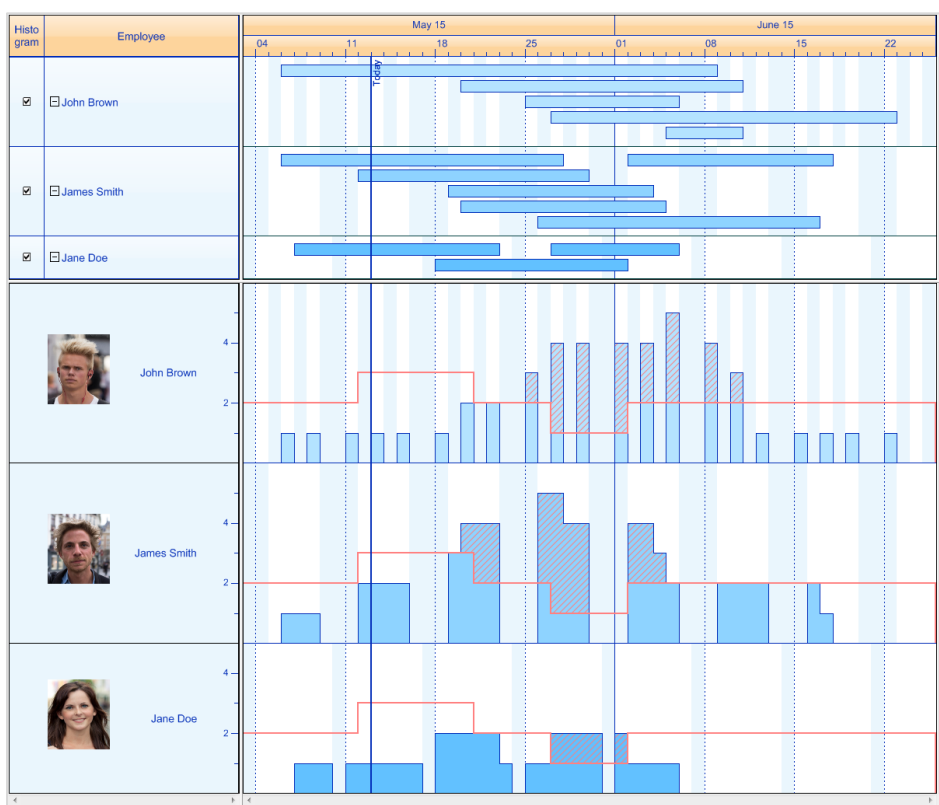 Histo
gram
Employee
May 15
June 15
04 11 18 25 01 08 15 22
Today
John Brown
James Smith
Jane Doe
4
John Brown
2
4
James Smith
2
4
Jane Doe
2